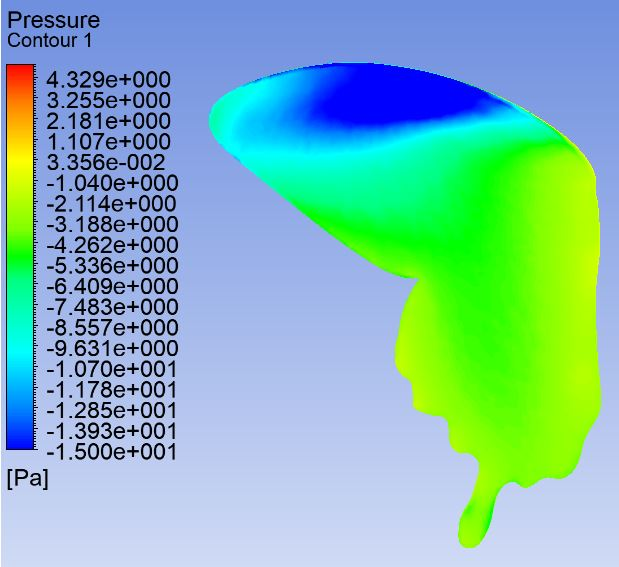 Pressure
Contour 1
4.329e+000
3.255e+000
2.181e+000
1.107e+000
3.356e-002
-1.040e+000
-2.114e+000
-3.188e+000
-4.262e+000
-5.336e+000
-6.409e+000
-7.483e+000
-8.557e+000
-9.631e+000
-1.070e+001
-1.178e+001
-1.285e+001
-1.393e+001
-1.500e+001
[Pa]